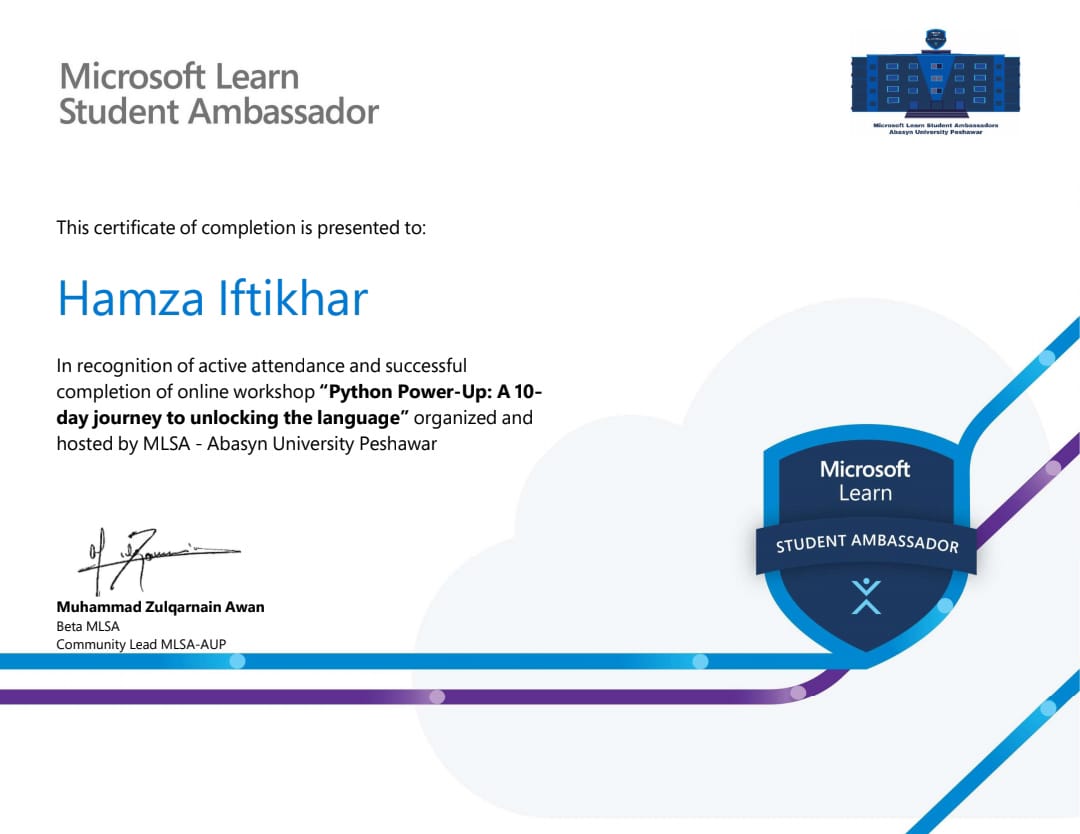 Microsoft Learn
Student Ambassador
Microsoft Learn Student Ambassadors
Abasyn University Peshawar
This certificate of completion is presented to:
Hamza Iftikhar
In recognition of active attendance and successful
completion of online workshop “Python Power-Up: A 10-
day journey to unlocking the language” organized and
hosted by MLSA - Abasyn University Peshawar
Microsoft
Learn
STUDENT AMBASSADOR
Muhammad Zulqarnain Awan
Beta MLSA
Community Lead MLSA-AUP